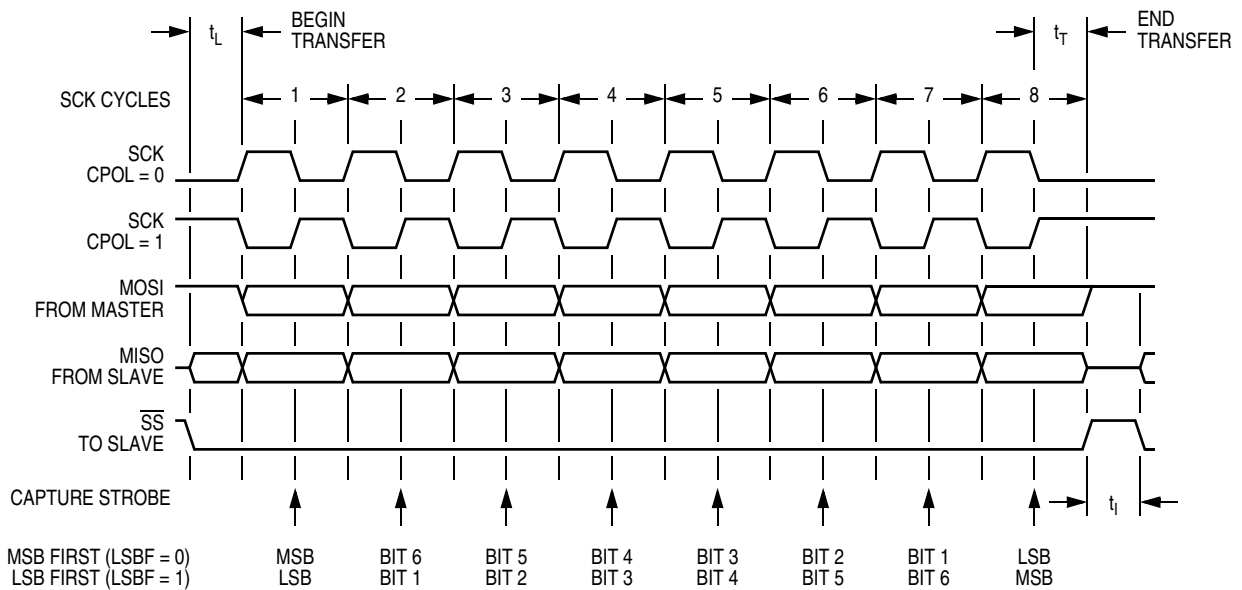 t_L
BEGIN
TRANSFER
t_T
END
TRANSFER
SCK CYCLES
1 2 3 4 5 6 7 8
SCK
CPOL = 0
SCK
CPOL = 1
MOSI
FROM MASTER
MISO
FROM SLAVE
SS
TO SLAVE
CAPTURE STROBE
t_I
MSB FIRST (LSBF = 0) MSB BIT 6 BIT 5 BIT 4 BIT 3 BIT 2 BIT 1 LSB
LSB FIRST (LSBF = 1) LSB BIT 1 BIT 2 BIT 3 BIT 4 BIT 5 BIT 6 MSB